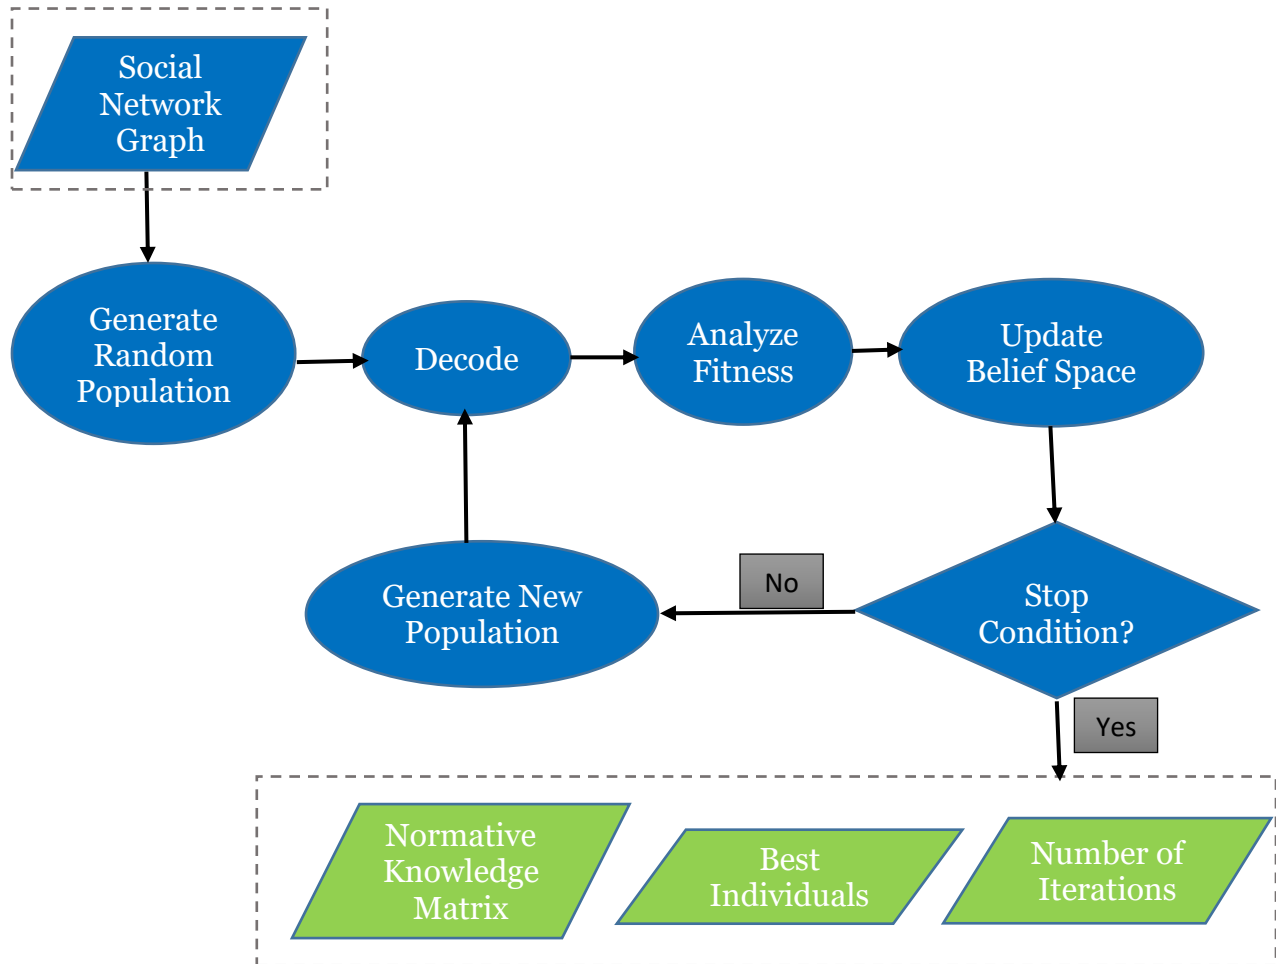 Social
Network
Graph
Generate
Random
Population
Decode
Analyze
Fitness
Update
Belief Space
Generate New
Population
No
Stop
Condition?
Yes
Normative
Knowledge
Matrix
Best
Individuals
Number of
Iterations